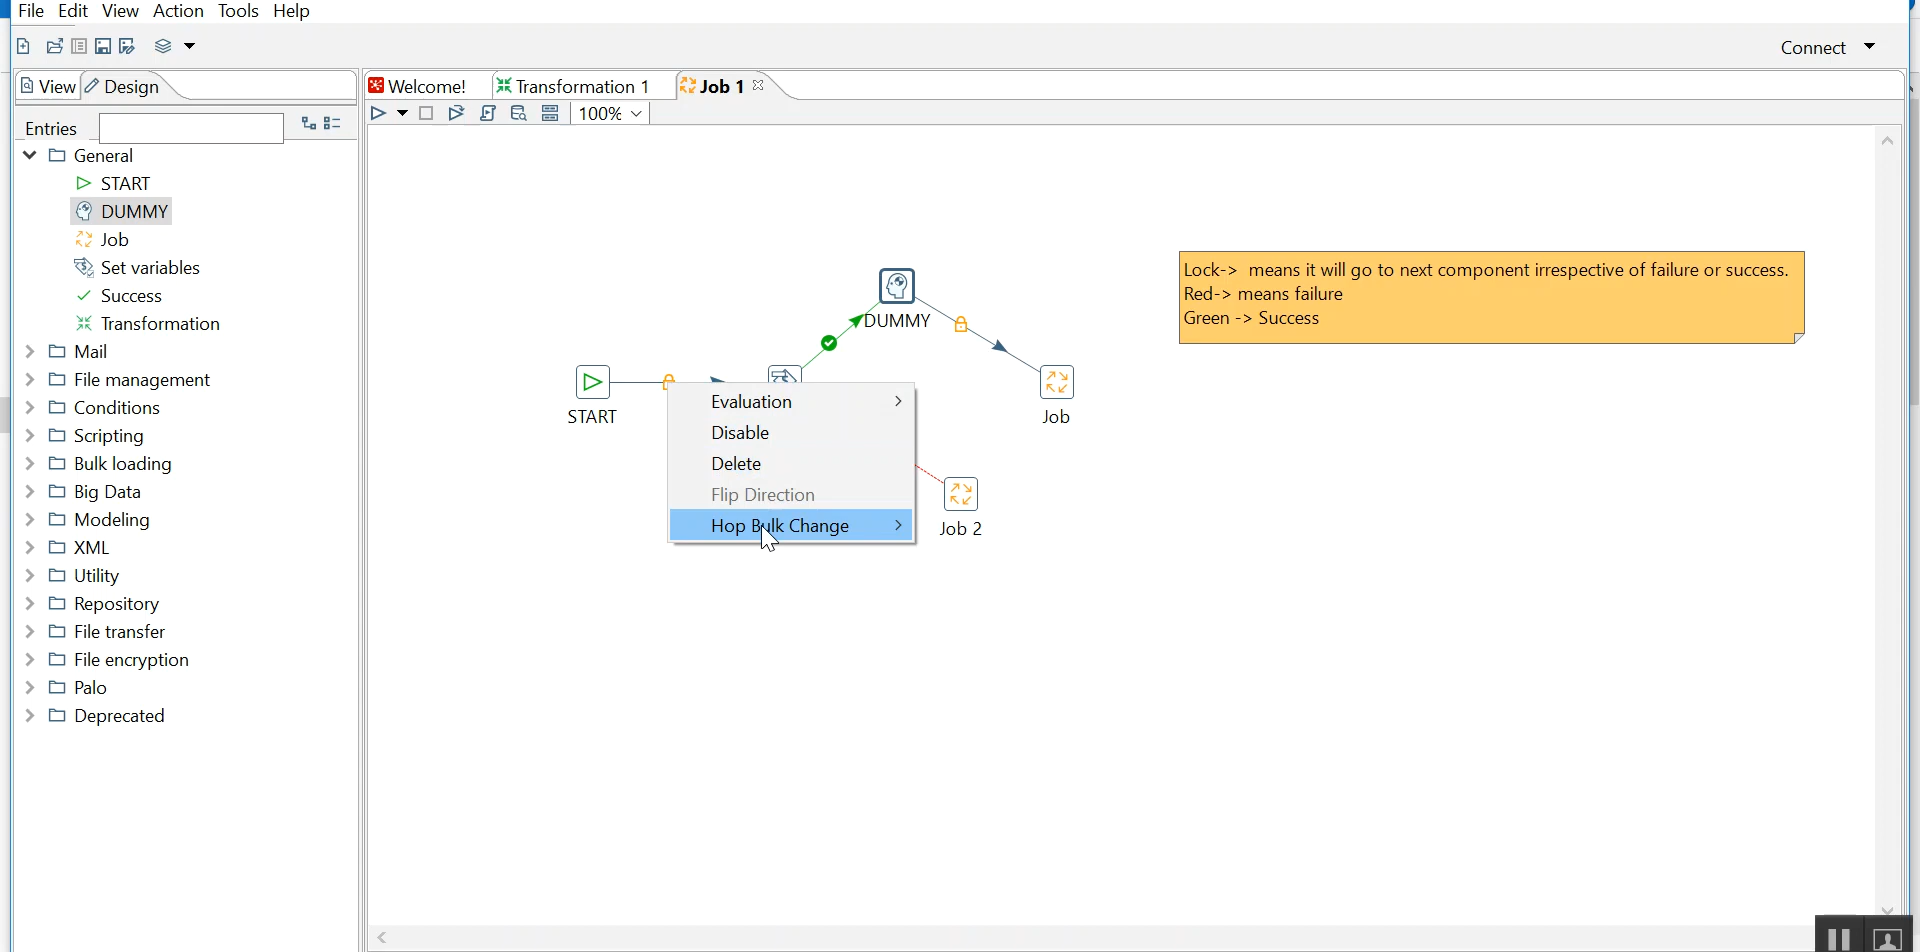 File Edit View Action Tools Help
Connect
View Design
Welcome! Transformation 1 Job 1
100%
Entries
General
START
DUMMY
Job
Set variables
Success
Transformation
Mail
File management
Conditions
Scripting
Bulk loading
Big Data
Modeling
XML
Utility
Repository
File transfer
File encryption
Palo
Deprecated
Lock-> means it will go to next component irrespective of failure or success.
Red-> means failure
Green -> Success
DUMMY
START
Job
Evaluation
Disable
Delete
Flip Direction
Hop Bulk Change
Job 2